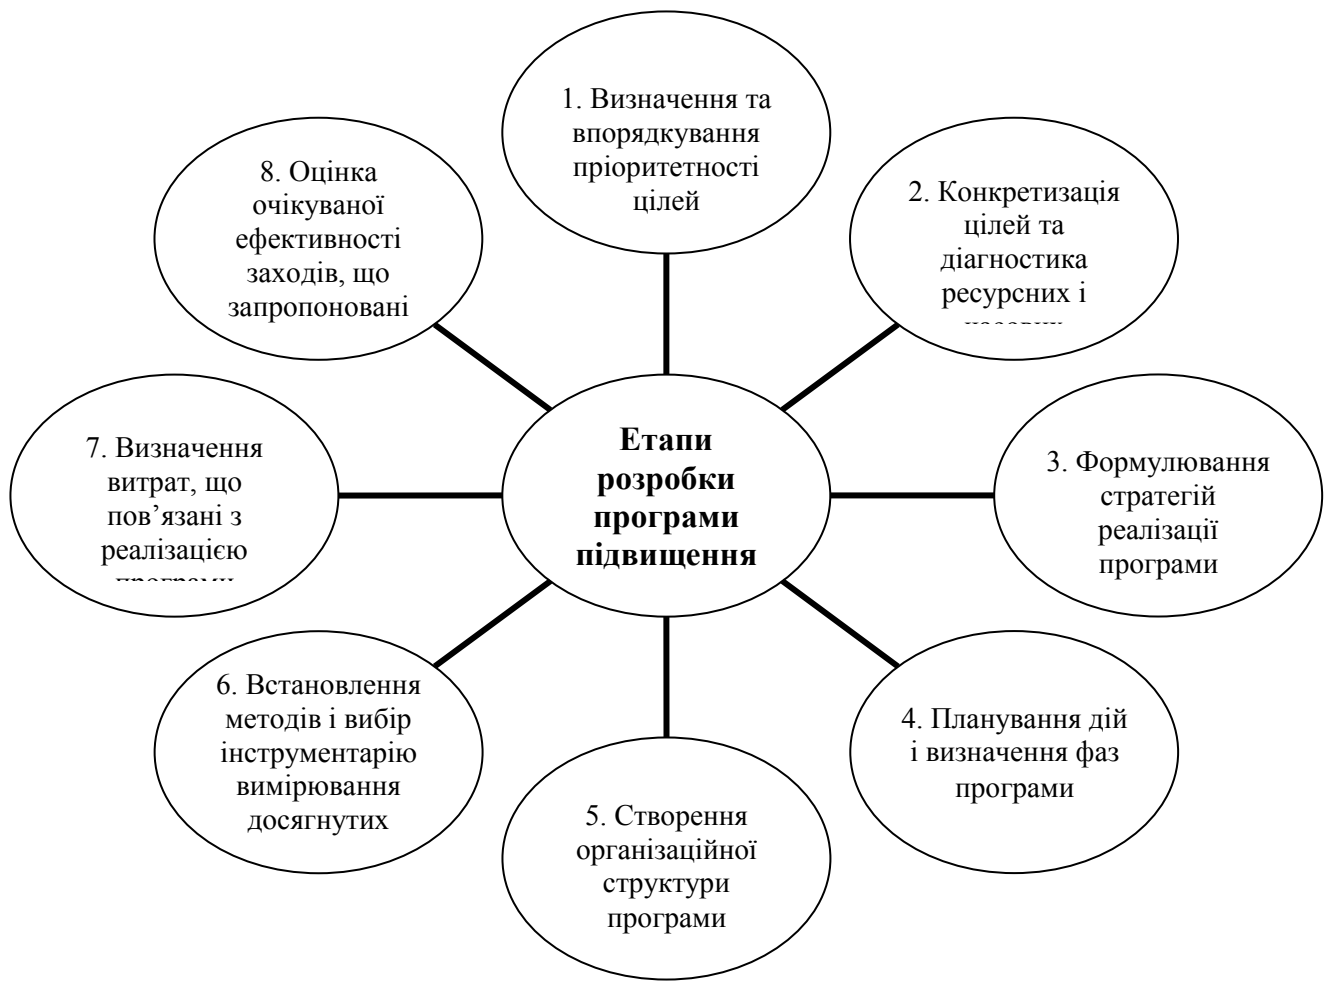 1. Визначення та
впорядкування
пріоритетності
цілей
2. Конкретизація
цілей та
діагностика
ресурсних і
3. Формулювання
стратегій
реалізації
програми
4. Планування дій
і визначення фаз
програми
5. Створення
організаційної
структури
програми
6. Встановлення
методів і вибір
інструментарію
вимірювання
досягнутих
7. Визначення
витрат, що
пов’язані з
реалізацією
8. Оцінка
очікуваної
ефективності
заходів, що
запропоновані
Етапи
розробки
програми
підвищення